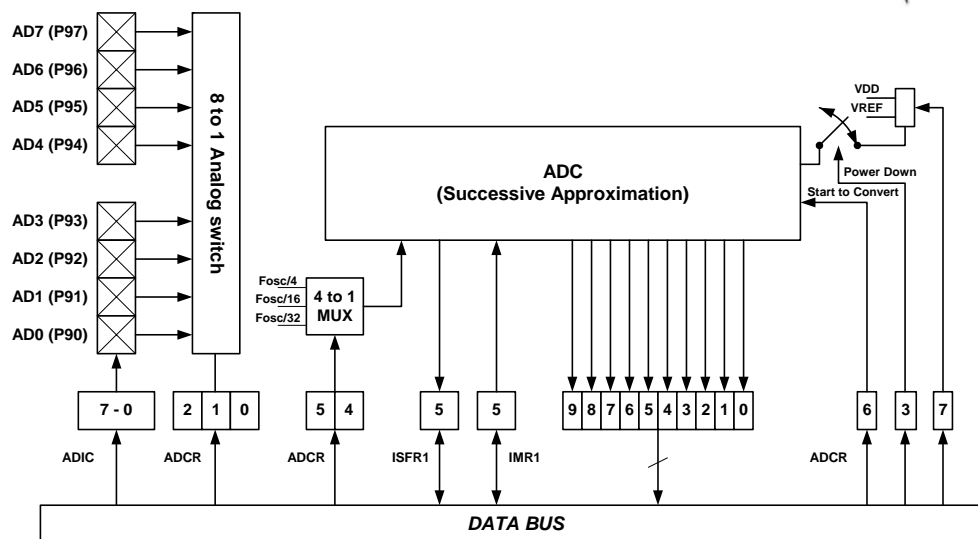 AD7 (P97)
AD6 (P96)
AD5 (P95)
AD4 (P94)
AD3 (P93)
AD2 (P92)
AD1 (P91)
AD0 (P90)
8 to 1 Analog switch
ADC
(Successive Approximation)
VDD
VREF
Power Down
Start to Convert
Fosc/4
Fosc/16
Fosc/32
4 to 1
MUX
7 - 0
2 1 0
5 4
5
5
9 8 7 6 5 4 3 2 1 0
6
3
7
ADIC
ADCR
ADCR
ISFR1
IMR1
ADCR
DATA BUS